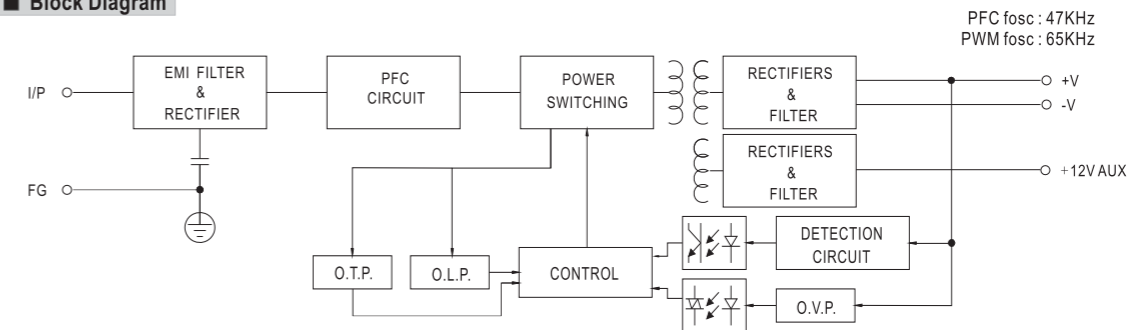 ■ Block Diagram
PFC fosc : 47KHz
PWM fosc : 65KHz
I/P
EMI FILTER
&
RECTIFIER
PFC
CIRCUIT
POWER
SWITCHING
RECTIFIERS
&
FILTER
+V
-V
RECTIFIERS
&
FILTER
+12V AUX
FG
O.T.P.
O.L.P.
CONTROL
DETECTION
CIRCUIT
O.V.P.